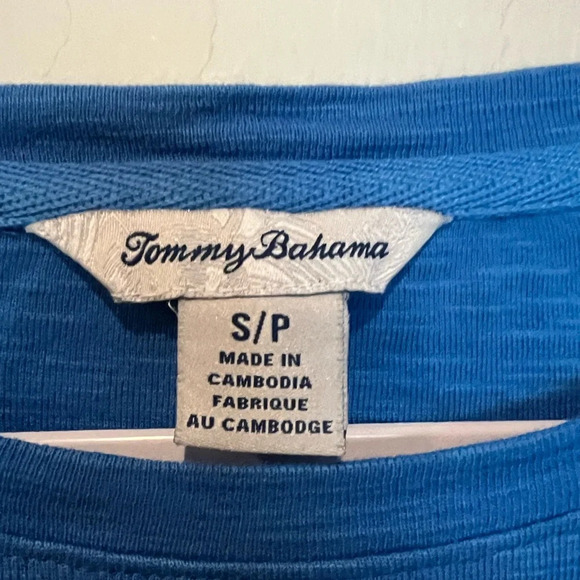 Tommy Bahama
S/P
MADE IN
CAMBODIA
FABRIQUE
AU CAMBODGE